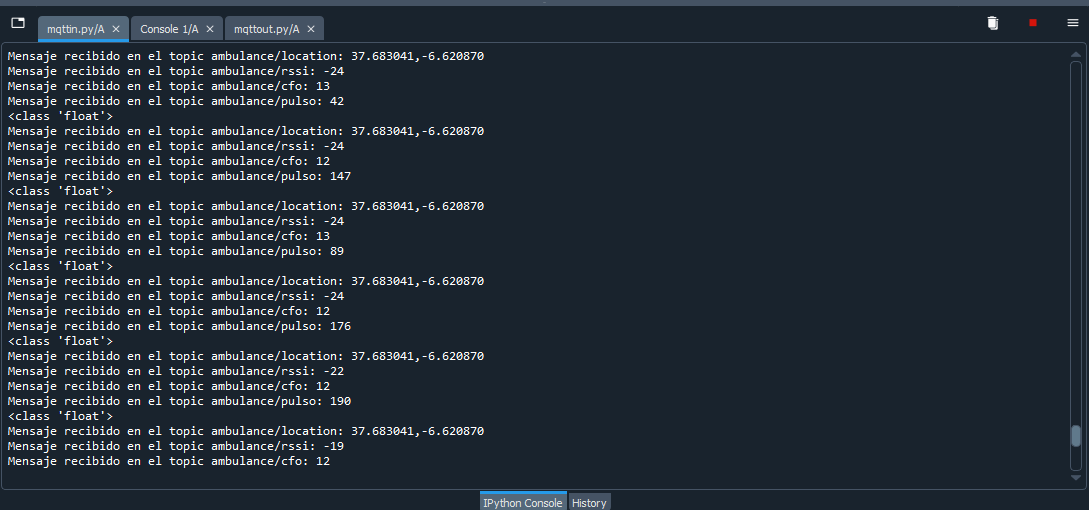 mqttin.py/A
Console 1/A
mqttout.py/A
Mensaje recibido en el topic ambulance/location: 37.683041,-6.620870
Mensaje recibido en el topic ambulance/rssi: -24
Mensaje recibido en el topic ambulance/cfo: 13
Mensaje recibido en el topic ambulance/pulso: 42
<class 'float'>
Mensaje recibido en el topic ambulance/location: 37.683041,-6.620870
Mensaje recibido en el topic ambulance/rssi: -24
Mensaje recibido en el topic ambulance/cfo: 12
Mensaje recibido en el topic ambulance/pulso: 147
<class 'float'>
Mensaje recibido en el topic ambulance/location: 37.683041,-6.620870
Mensaje recibido en el topic ambulance/rssi: -24
Mensaje recibido en el topic ambulance/cfo: 13
Mensaje recibido en el topic ambulance/pulso: 89
<class 'float'>
Mensaje recibido en el topic ambulance/location: 37.683041,-6.620870
Mensaje recibido en el topic ambulance/rssi: -24
Mensaje recibido en el topic ambulance/cfo: 12
Mensaje recibido en el topic ambulance/pulso: 176
<class 'float'>
Mensaje recibido en el topic ambulance/location: 37.683041,-6.620870
Mensaje recibido en el topic ambulance/rssi: -22
Mensaje recibido en el topic ambulance/cfo: 12
Mensaje recibido en el topic ambulance/pulso: 190
<class 'float'>
Mensaje recibido en el topic ambulance/location: 37.683041,-6.620870
Mensaje recibido en el topic ambulance/rssi: -19
Mensaje recibido en el topic ambulance/cfo: 12
IPython Console
History